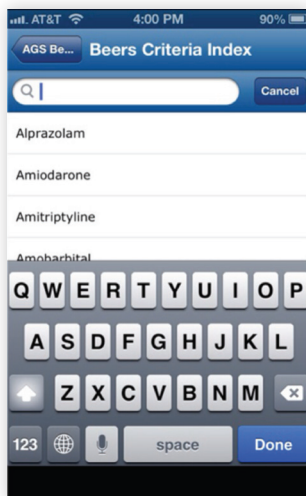 AT&T 4:00 PM 90%
AGS Be... Beers Criteria Index
Cancel
Alprazolam
Amiodarone
Amitriptyline
Amobarbital
Q W E R T Y U I O P
A S D F G H J K L
Z X C V B N M
123 space Done